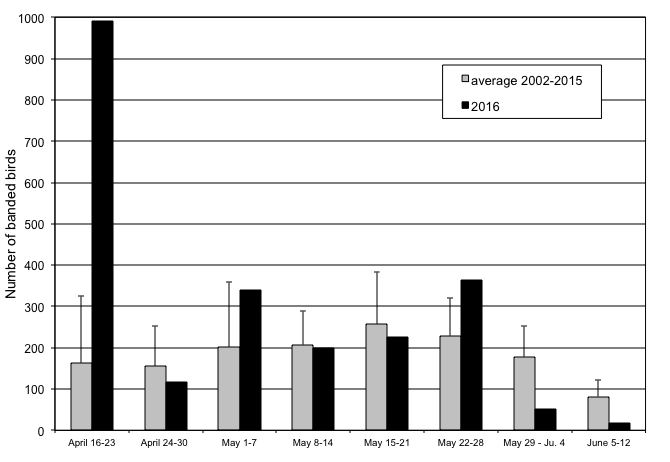 Number of banded birds
1000
900
800
700
600
500
400
300
200
100
0
average 2002-2015
2016
April 16-23
April 24-30
May 1-7
May 8-14
May 15-21
May 22-28
May 29 - Ju. 4
June 5-12